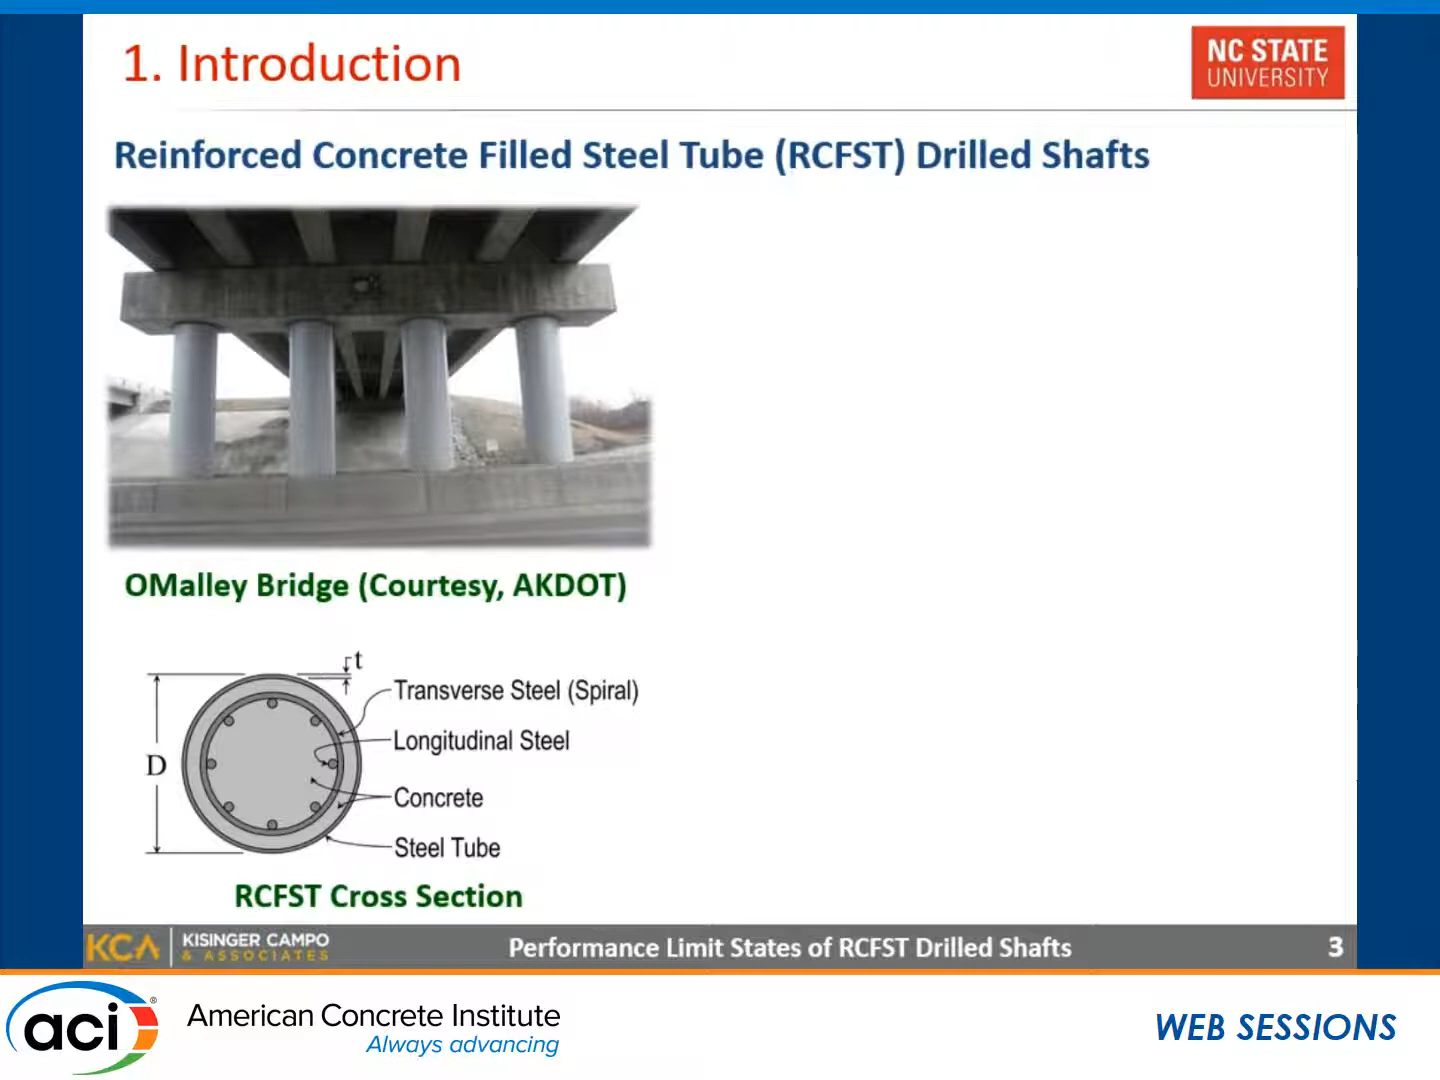 1. Introduction
NC STATE
UNIVERSITY
Reinforced Concrete Filled Steel Tube (RCFST) Drilled Shafts
OMalley Bridge (Courtesy, AKDOT)
t
Transverse Steel (Spiral)
Longitudinal Steel
D
Concrete
Steel Tube
RCFST Cross Section
KCA
KISINGER CAMPO
& ASSOCIATES
Performance Limit States of RCFST Drilled Shafts
3
aci®
American Concrete Institute
Always advancing
WEB SESSIONS